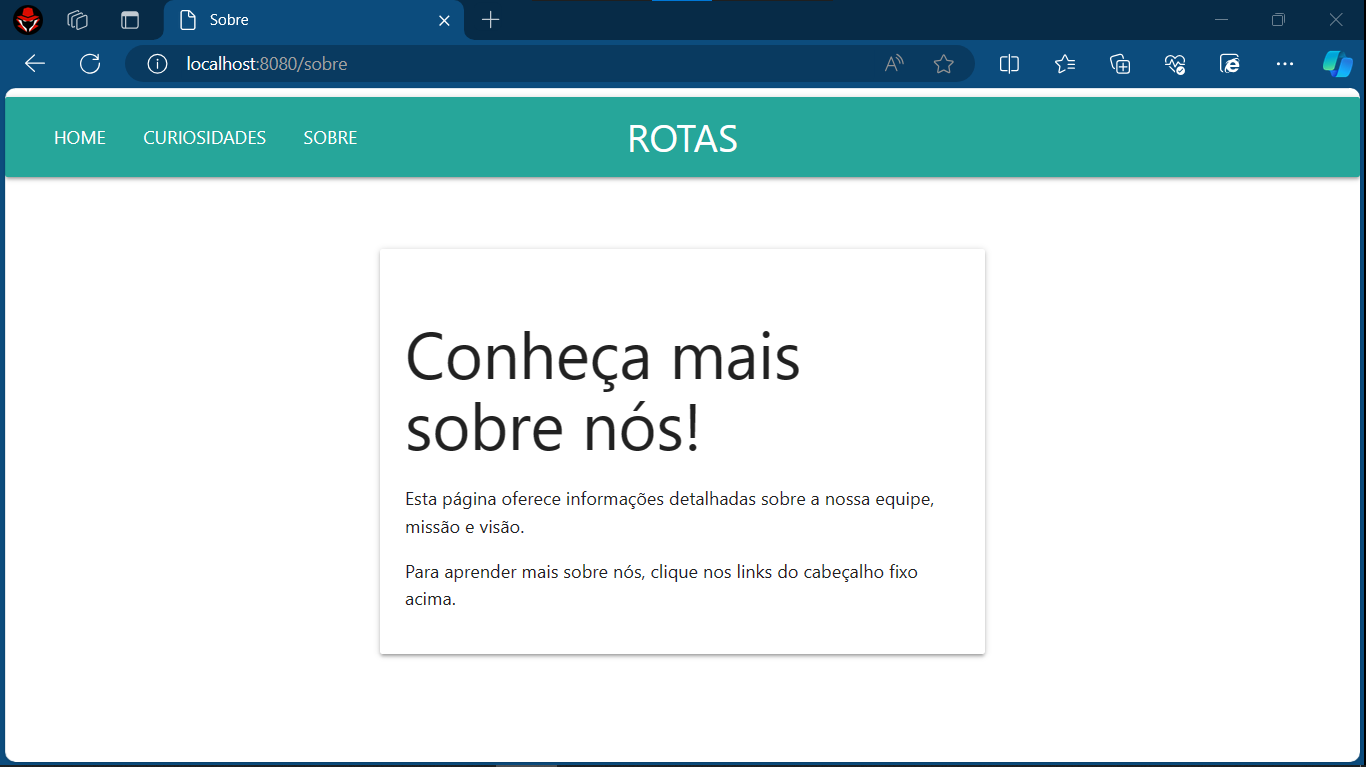 Sobre
localhost:8080/sobre
HOME CURIOSIDADES SOBRE ROTAS
Conheça mais
sobre nós!
Esta página oferece informações detalhadas sobre a nossa equipe,
missão e visão.
Para aprender mais sobre nós, clique nos links do cabeçalho fixo
acima.